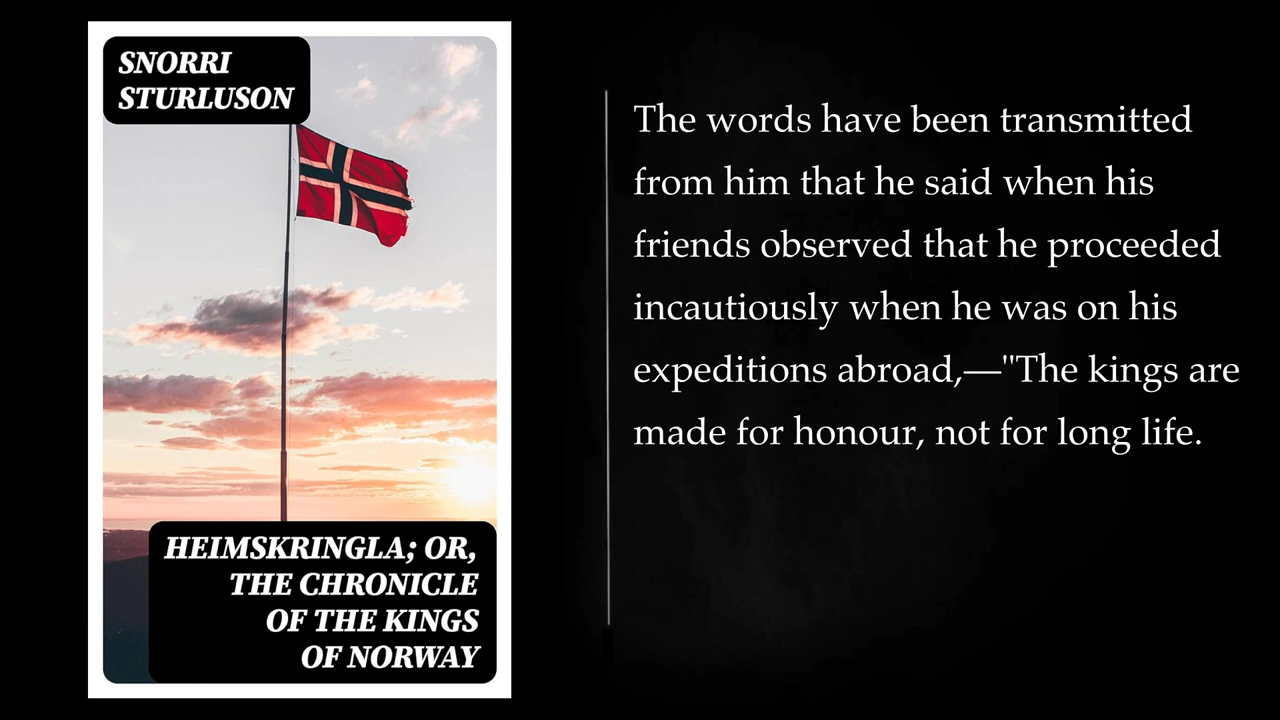 SNORRI
STURLUSON
HEIMSKRINGLA; OR,
THE CHRONICLE
OF THE KINGS
OF NORWAY
The words have been transmitted
from him that he said when his
friends observed that he proceeded
incautiously when he was on his
expeditions abroad,—"The kings are
made for honour, not for long life.